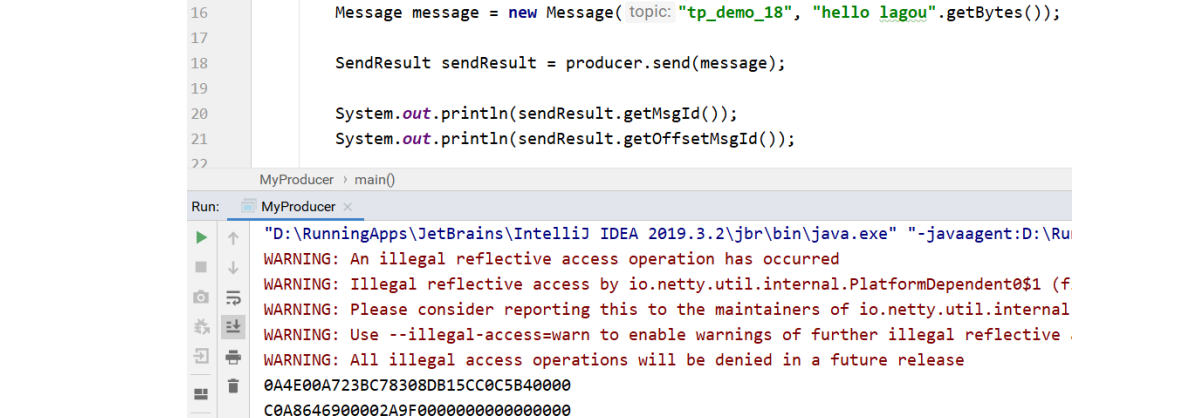 16 Message message = new Message( topic: "tp_demo_18", "hello lagou".getBytes());
17
18 SendResult sendResult = producer.send(message);
19
20 System.out.println(sendResult.getMsgId());
21 System.out.println(sendResult.getOffsetMsgId());
22
MyProducer › main()
Run: MyProducer ×
"D:\RunningApps\JetBrains\IntelliJ IDEA 2019.3.2\jbr\bin\java.exe" "-javaagent:D:\Ru
WARNING: An illegal reflective access operation has occurred
WARNING: Illegal reflective access by io.netty.util.internal.PlatformDependent0$1 (f
WARNING: Please consider reporting this to the maintainers of io.netty.util.internal
WARNING: Use --illegal-access=warn to enable warnings of further illegal reflective
WARNING: All illegal access operations will be denied in a future release
0A4E00A723BC78308DB15CC0C5B40000
C0A8646900002A9F0000000000000000